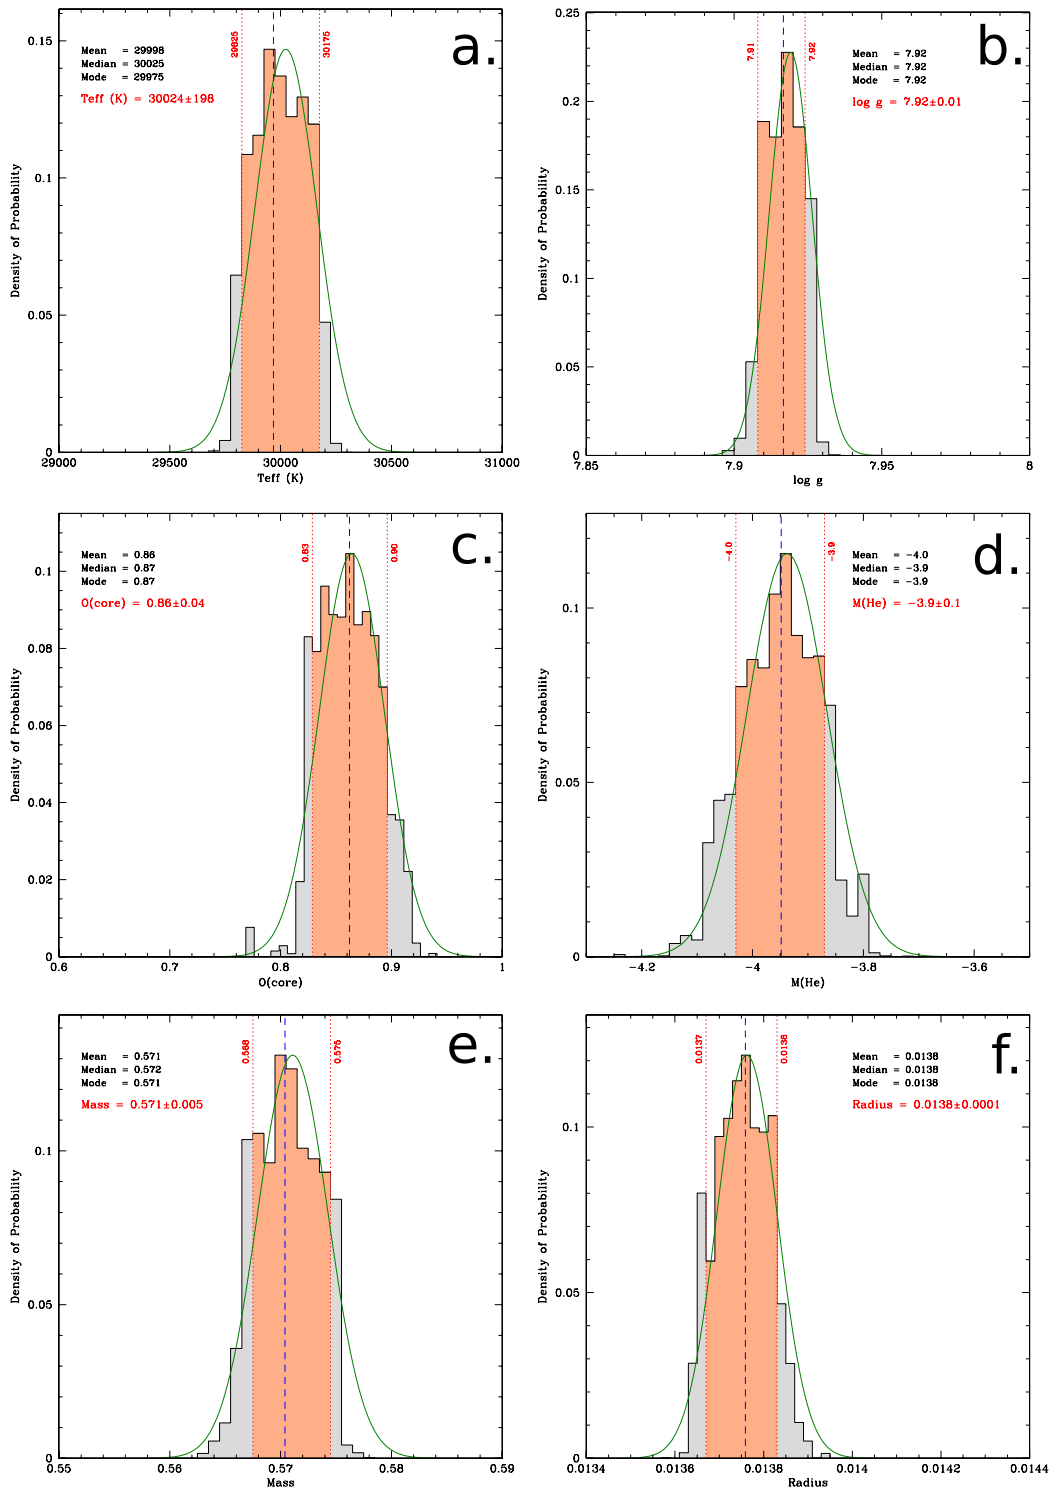 a.
29825
30175
Mean = 29998
Median = 30025
Mode = 29975
Teff (K) = 30024±198
Density of Probability
0.15
0.1
0.05
0
29000
29500
30000
30500
31000
Teff (K)
b.
7.91
7.92
Mean = 7.92
Median = 7.92
Mode = 7.92
log g = 7.92±0.01
Density of Probability
0.25
0.2
0.15
0.1
0.05
0
7.85
7.9
7.95
8
log g
c.
0.83
0.90
Mean = 0.86
Median = 0.87
Mode = 0.87
O(core) = 0.86±0.04
Density of Probability
0.1
0.08
0.06
0.04
0.02
0
0.6
0.7
0.8
0.9
1
O(core)
d.
-4.0
-3.9
Mean = -4.0
Median = -3.9
Mode = -3.9
M(He) = -3.9±0.1
Density of Probability
0.1
0.05
0
-4.2
-4
-3.8
-3.6
M(He)
e.
0.568
0.575
Mean = 0.571
Median = 0.572
Mode = 0.571
Mass = 0.571±0.005
Density of Probability
0.1
0.05
0
0.55
0.56
0.57
0.58
0.59
Mass
f.
0.0137
0.0138
Mean = 0.0138
Median = 0.0138
Mode = 0.0138
Radius = 0.0138±0.0001
Density of Probability
0.1
0.05
0
0.0134
0.0136
0.0138
0.014
0.0142
0.0144
Radius